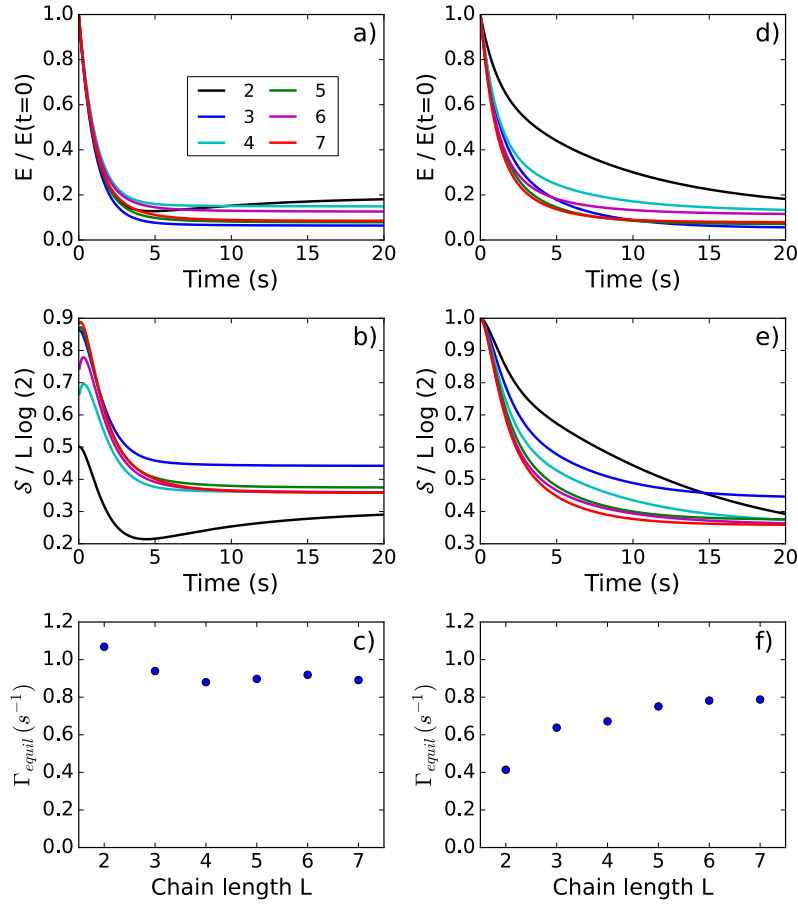 a)
E / E(t=0)
1.0
0.8
0.6
0.4
0.2
0.0
2 5
3 6
4 7
0 5 10 15 20
Time (s)
d)
E / E(t=0)
1.0
0.8
0.6
0.4
0.2
0.0
0 5 10 15 20
Time (s)
b)
𝒮 / L log (2)
0.9
0.8
0.7
0.6
0.5
0.4
0.3
0.2
0 5 10 15 20
Time (s)
e)
𝒮 / L log (2)
1.0
0.9
0.8
0.7
0.6
0.5
0.4
0.3
0 5 10 15 20
Time (s)
c)
Γ_equil (s⁻¹)
1.2
1.0
0.8
0.6
0.4
0.2
0.0
2 3 4 5 6 7
Chain length L
f)
Γ_equil (s⁻¹)
1.2
1.0
0.8
0.6
0.4
0.2
0.0
2 3 4 5 6 7
Chain length L